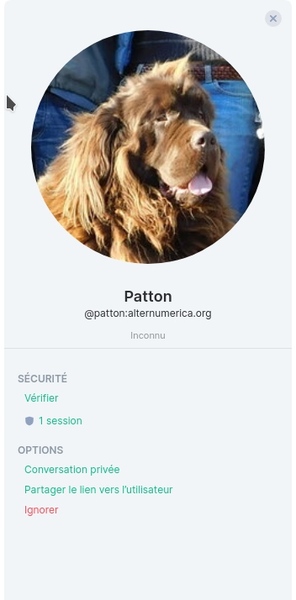 Patton
@patton:alternumerica.org
Inconnu
SÉCURITÉ
Vérifier
1 session
OPTIONS
Conversation privée
Partager le lien vers l'utilisateur
Ignorer